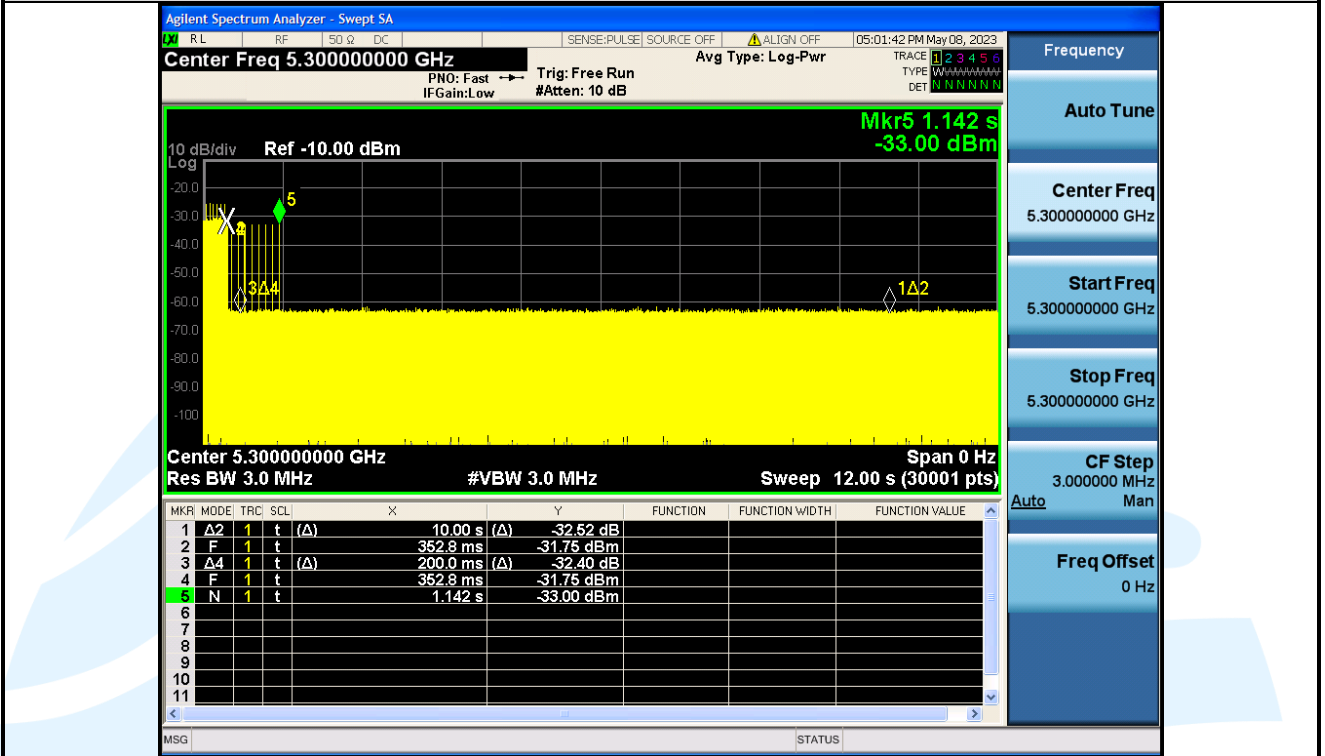 Agilent Spectrum Analyzer - Swept SA
LXI RL RF 50 Ω DC SENSE:PULSE SOURCE OFF ⚠ALIGN OFF 05:01:42 PM May 08, 2023
Center Freq 5.300000000 GHz
PNO: Fast
IFGain:Low
Trig: Free Run
#Atten: 10 dB
Avg Type: Log-Pwr
TRACE 1 2 3 4 5 6
TYPE W
DET N N N N N N
Mkr5 1.142 s
-33.00 dBm
10 dB/div Ref -10.00 dBm
Log
-20.0
-30.0
-40.0
-50.0
-60.0
-70.0
-80.0
-90.0
-100
5
3Δ4
1Δ2
Center 5.300000000 GHz Span 0 Hz
Res BW 3.0 MHz #VBW 3.0 MHz Sweep 12.00 s (30001 pts)
MKR MODE TRC SCL X Y FUNCTION FUNCTION WIDTH FUNCTION VALUE
1 Δ2 1 t (Δ) 10.00 s (Δ) -32.52 dB
2 F 1 t 352.8 ms -31.75 dBm
3 Δ4 1 t (Δ) 200.0 ms (Δ) -32.40 dB
4 F 1 t 352.8 ms -31.75 dBm
5 N 1 t 1.142 s -33.00 dBm
6
7
8
9
10
11
MSG STATUS
Frequency
Auto Tune
Center Freq
5.300000000 GHz
Start Freq
5.300000000 GHz
Stop Freq
5.300000000 GHz
CF Step
3.000000 MHz
Auto Man
Freq Offset
0 Hz